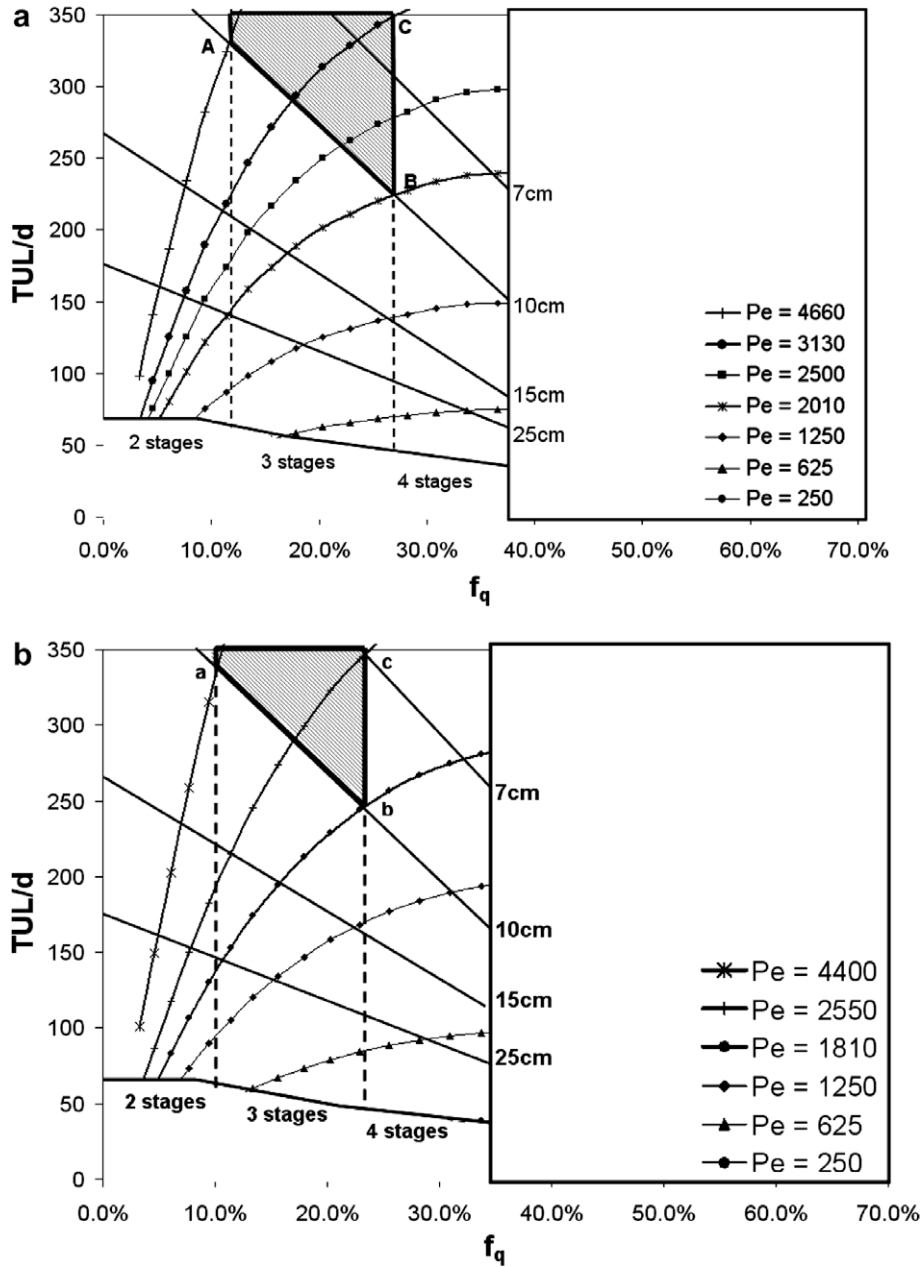 a
350
300
250
200
150
100
50
0
TUL/d
A
C
B
7cm
10cm
15cm
25cm
2 stages
3 stages
4 stages
Pe = 4660
Pe = 3130
Pe = 2500
Pe = 2010
Pe = 1250
Pe = 625
Pe = 250
0.0% 10.0% 20.0% 30.0% 40.0% 50.0% 60.0% 70.0%
fq
b
350
300
250
200
150
100
50
0
TUL/d
a
c
b
7cm
10cm
15cm
25cm
2 stages
3 stages
4 stages
Pe = 4400
Pe = 2550
Pe = 1810
Pe = 1250
Pe = 625
Pe = 250
0.0% 10.0% 20.0% 30.0% 40.0% 50.0% 60.0% 70.0%
fq